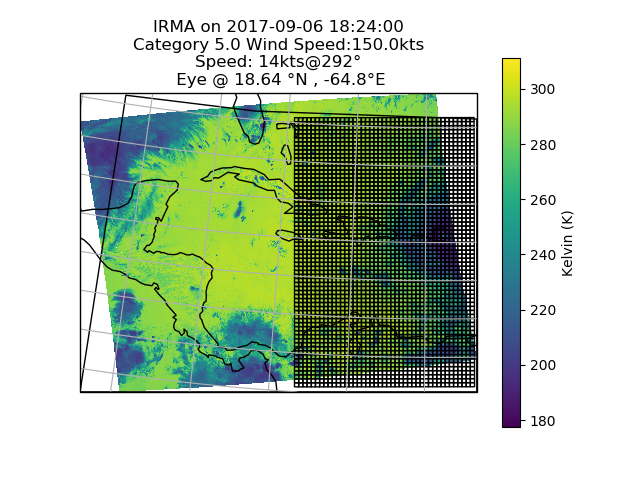 IRMA on 2017-09-06 18:24:00
Category 5.0 Wind Speed:150.0kts
Speed: 14kts@292°
Eye @ 18.64 °N , -64.8°E
300
280
260
240
220
200
180
Kelvin (K)